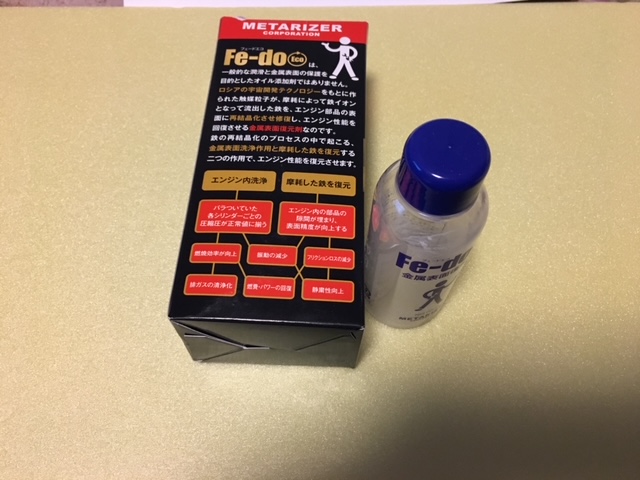 METARIZER
CORPORATION
フェードエコ
Fe-do Eco は、
一般的な潤滑と金属表面の保護を
目的としたオイル添加剤ではありません。
ロシアの宇宙開発テクノロジーをもとに作
られた触媒粒子が、摩耗によって鉄イオン
となって流出した鉄を、エンジン部品の表
面に再結晶化させ修復し、エンジン性能を
回復させる金属表面復元剤なのです。
鉄の再結晶化のプロセスの中で起こる、
金属表面洗浄作用と摩耗した鉄を復元する
二つの作用で、エンジン性能を復元させます。
エンジン内洗浄
摩耗した鉄を復元
バラついていた
各シリンダーごとの
圧縮圧が正常値に揃う
エンジン内の部品の
隙間が埋まり、
表面精度が向上する
燃焼効率が向上
振動の減少
フリクションロスの減少
排ガスの清浄化
燃費・パワーの回復
静粛性向上
Fe-do
金属表面
METARIZ